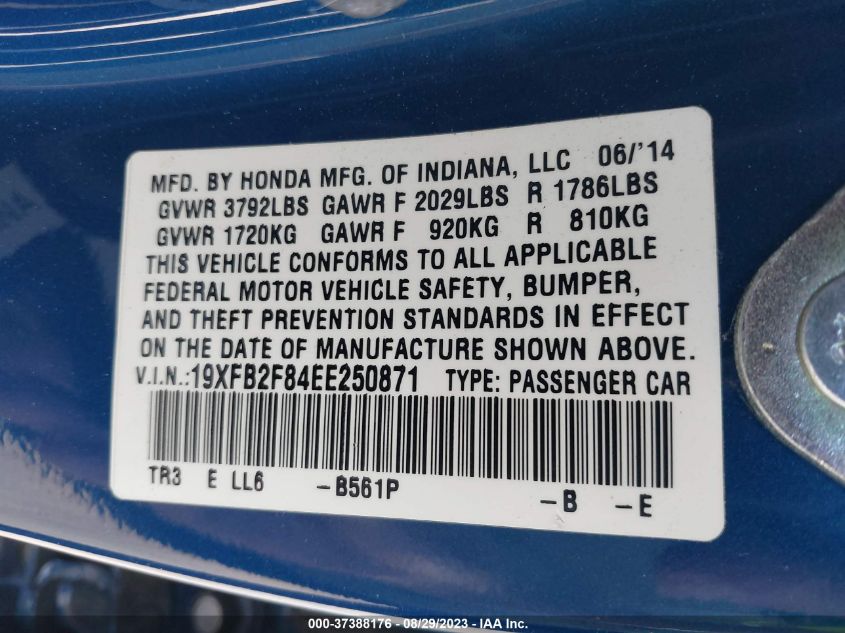 MFD. BY HONDA MFG. OF INDIANA, LLC 06/'14
GVWR 3792LBS GAWR F 2029LBS R 1786LBS
GVWR 1720KG GAWR F 920KG R 810KG
THIS VEHICLE CONFORMS TO ALL APPLICABLE
FEDERAL MOTOR VEHICLE SAFETY, BUMPER,
AND THEFT PREVENTION STANDARDS IN EFFECT
ON THE DATE OF MANUFACTURE SHOWN ABOVE.
V.I.N.:19XFB2F84EE250871 TYPE: PASSENGER CAR
TR3 E LL6 -B561P -B -E
000-37388176 - 08/29/2023 - IAA Inc.